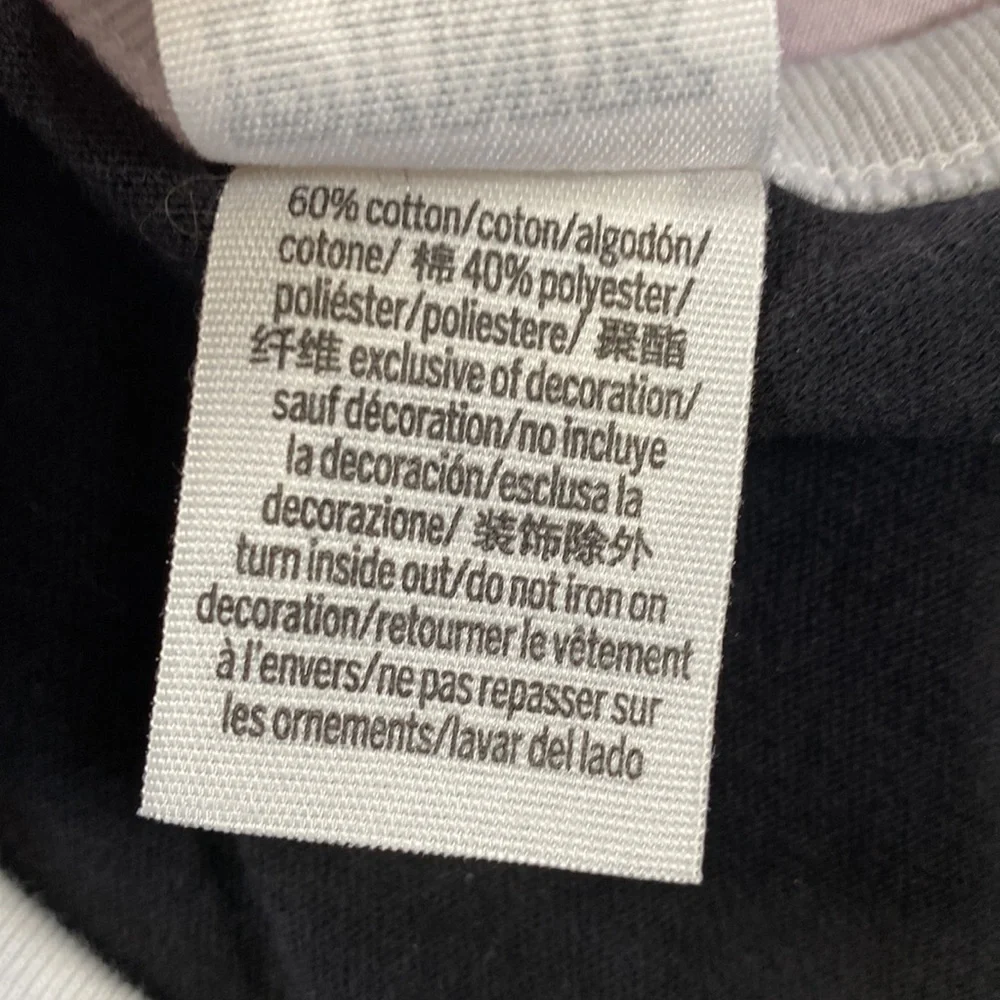 60% cotton/coton/algodón/
cotone/ 棉 40% polyester/
poliéster/poliestere/ 聚酯
纤维 exclusive of decoration/
sauf décoration/no incluye
la decoración/esclusa la
decorazione/ 装饰除外
turn inside out/do not iron on
decoration/retourner le vêtement
à l'envers/ne pas repasser sur
les ornements/lavar del lado